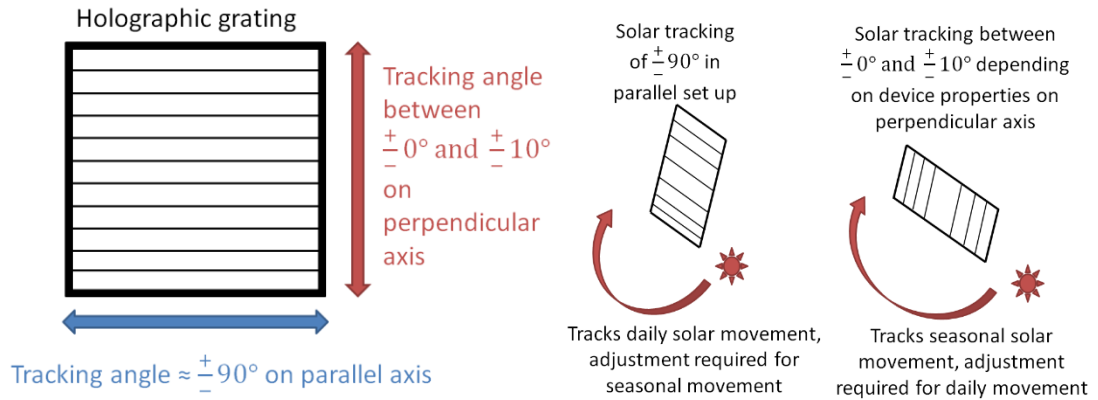 Holographic grating
Tracking angle
between
±0° and ±10°
on
perpendicular
axis
Tracking angle ≈ ±90° on parallel axis
Solar tracking
of ±90° in
parallel set up
Tracks daily solar movement,
adjustment required for
seasonal movement
Solar tracking between
±0° and ±10° depending
on device properties on
perpendicular axis
Tracks seasonal solar
movement, adjustment
required for daily movement